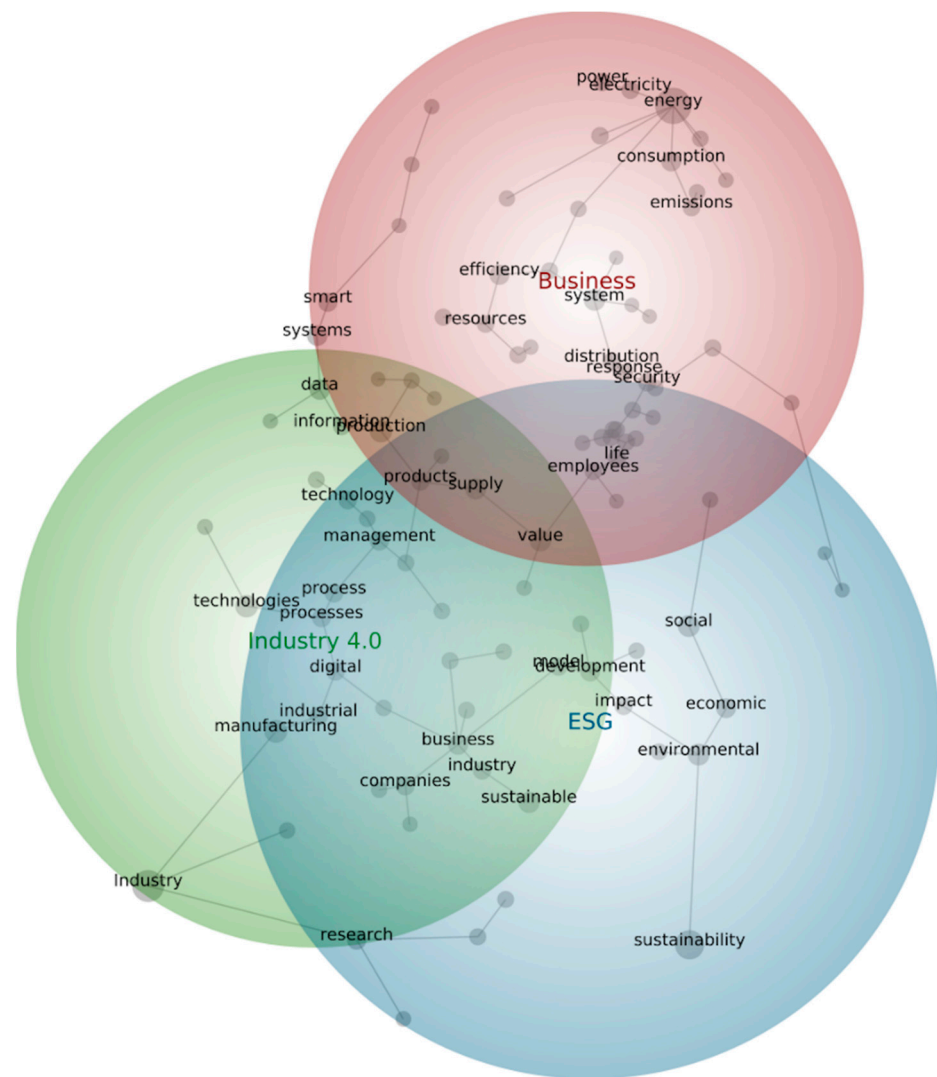 power
electricity
energy
consumption
emissions
efficiency
Business
system
smart
resources
systems
distribution
response
security
data
information
production
life
employees
products
supply
technology
management
value
process
technologies
processes
social
Industry 4.0
digital
model
development
impact
economic
industrial
ESG
manufacturing
business
environmental
industry
companies
sustainable
Industry
research
sustainability